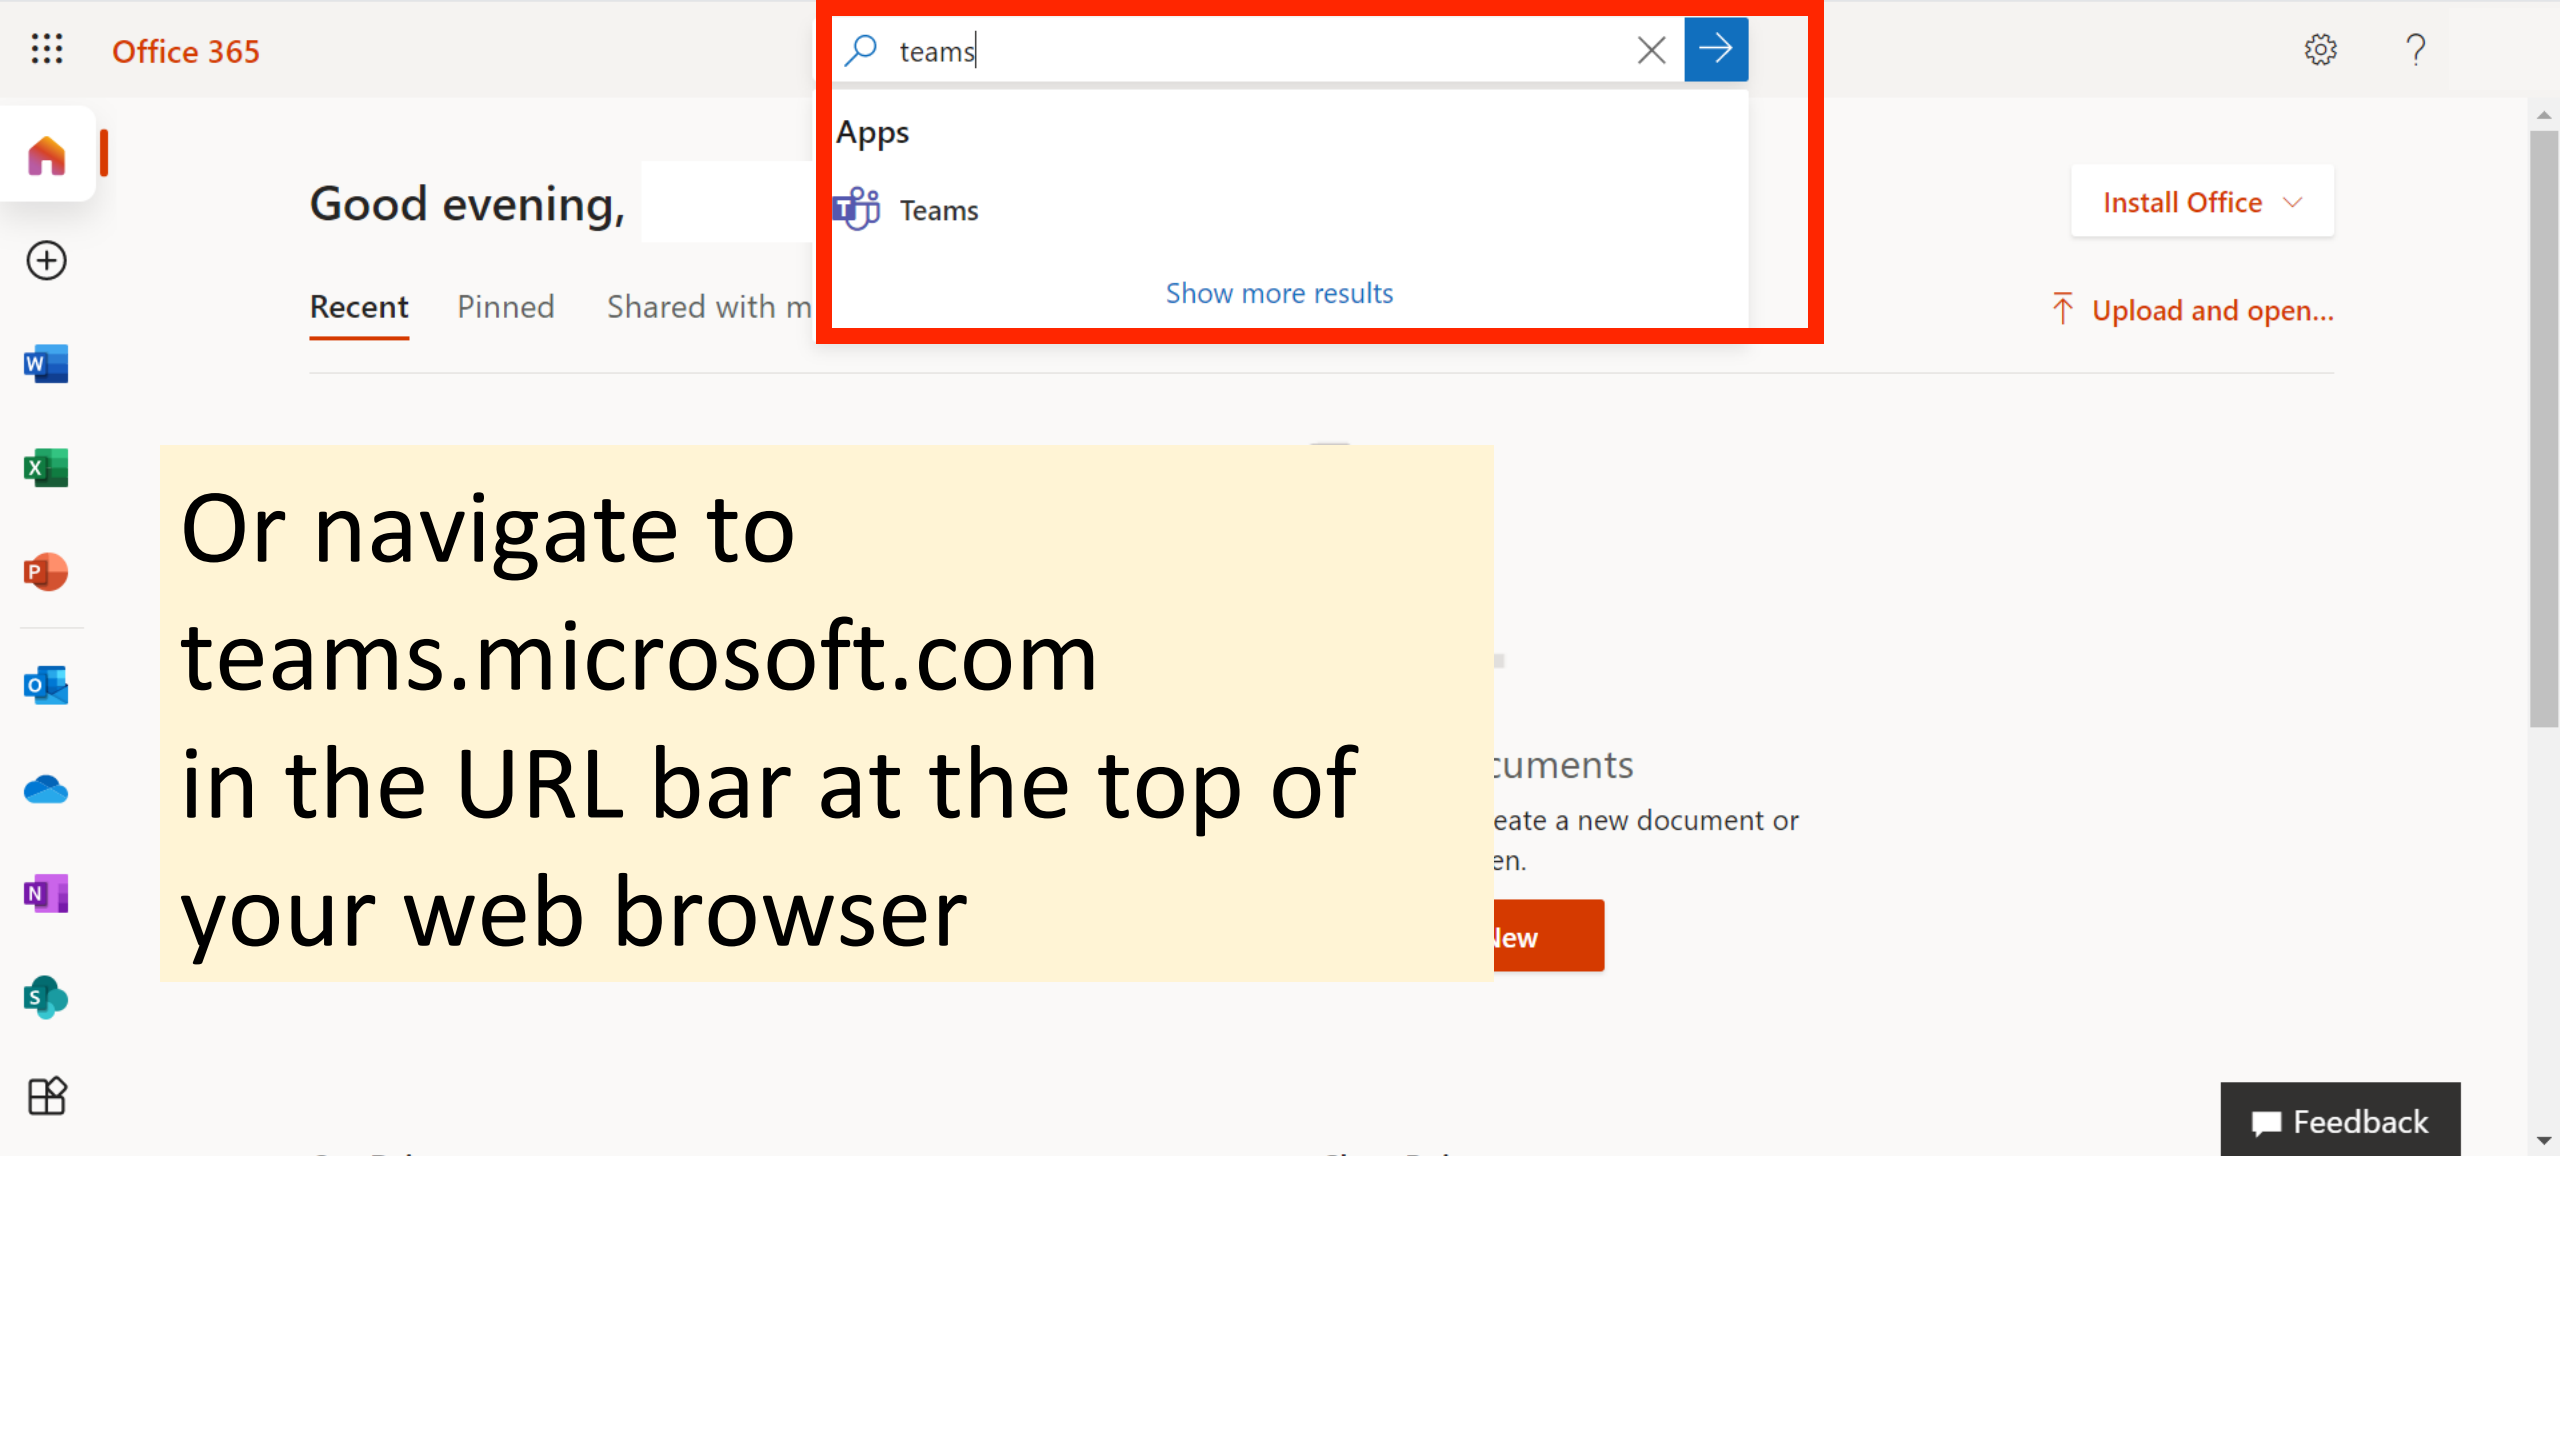 Office 365
teams
Apps
Teams
Show more results
Good evening,
Install Office
Recent Pinned Shared with m
Upload and open...
Or navigate to
teams.microsoft.com
in the URL bar at the top of
your web browser
cuments
eate a new document or
en.
New
Feedback